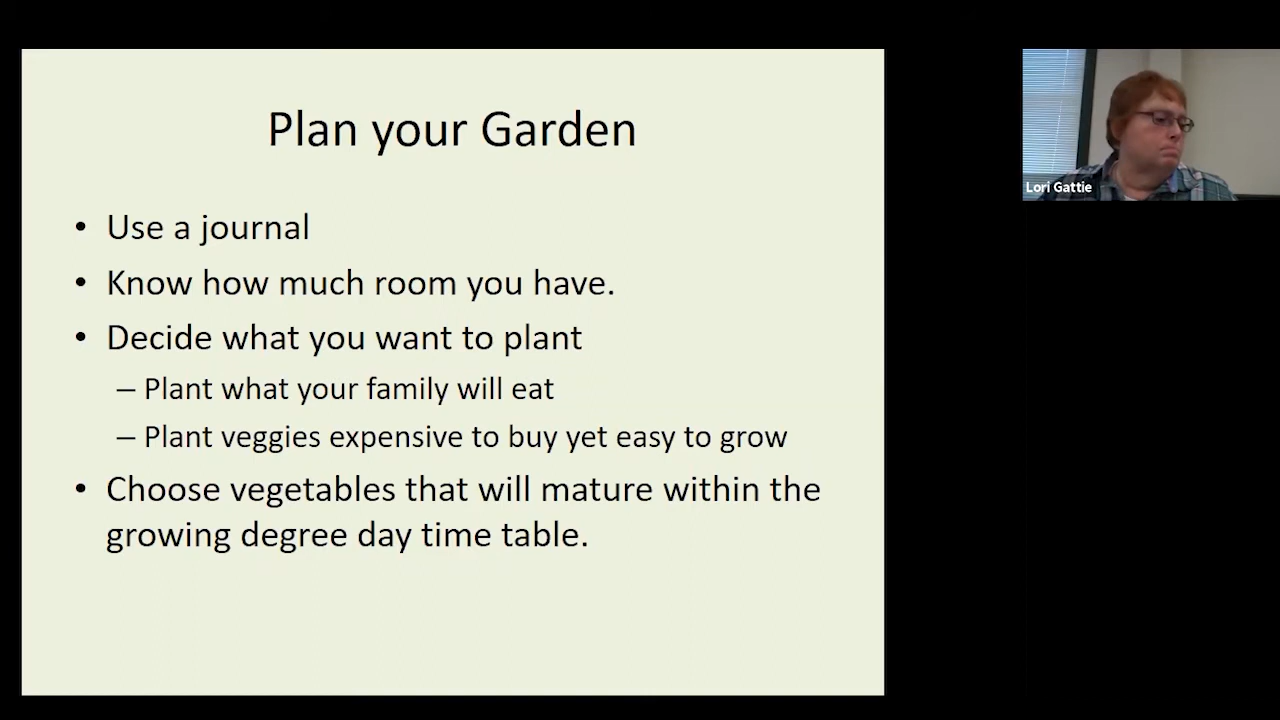 Plan your Garden
• Use a journal
• Know how much room you have.
• Decide what you want to plant
– Plant what your family will eat
– Plant veggies expensive to buy yet easy to grow
• Choose vegetables that will mature within the
growing degree day time table.
Lori Gattie